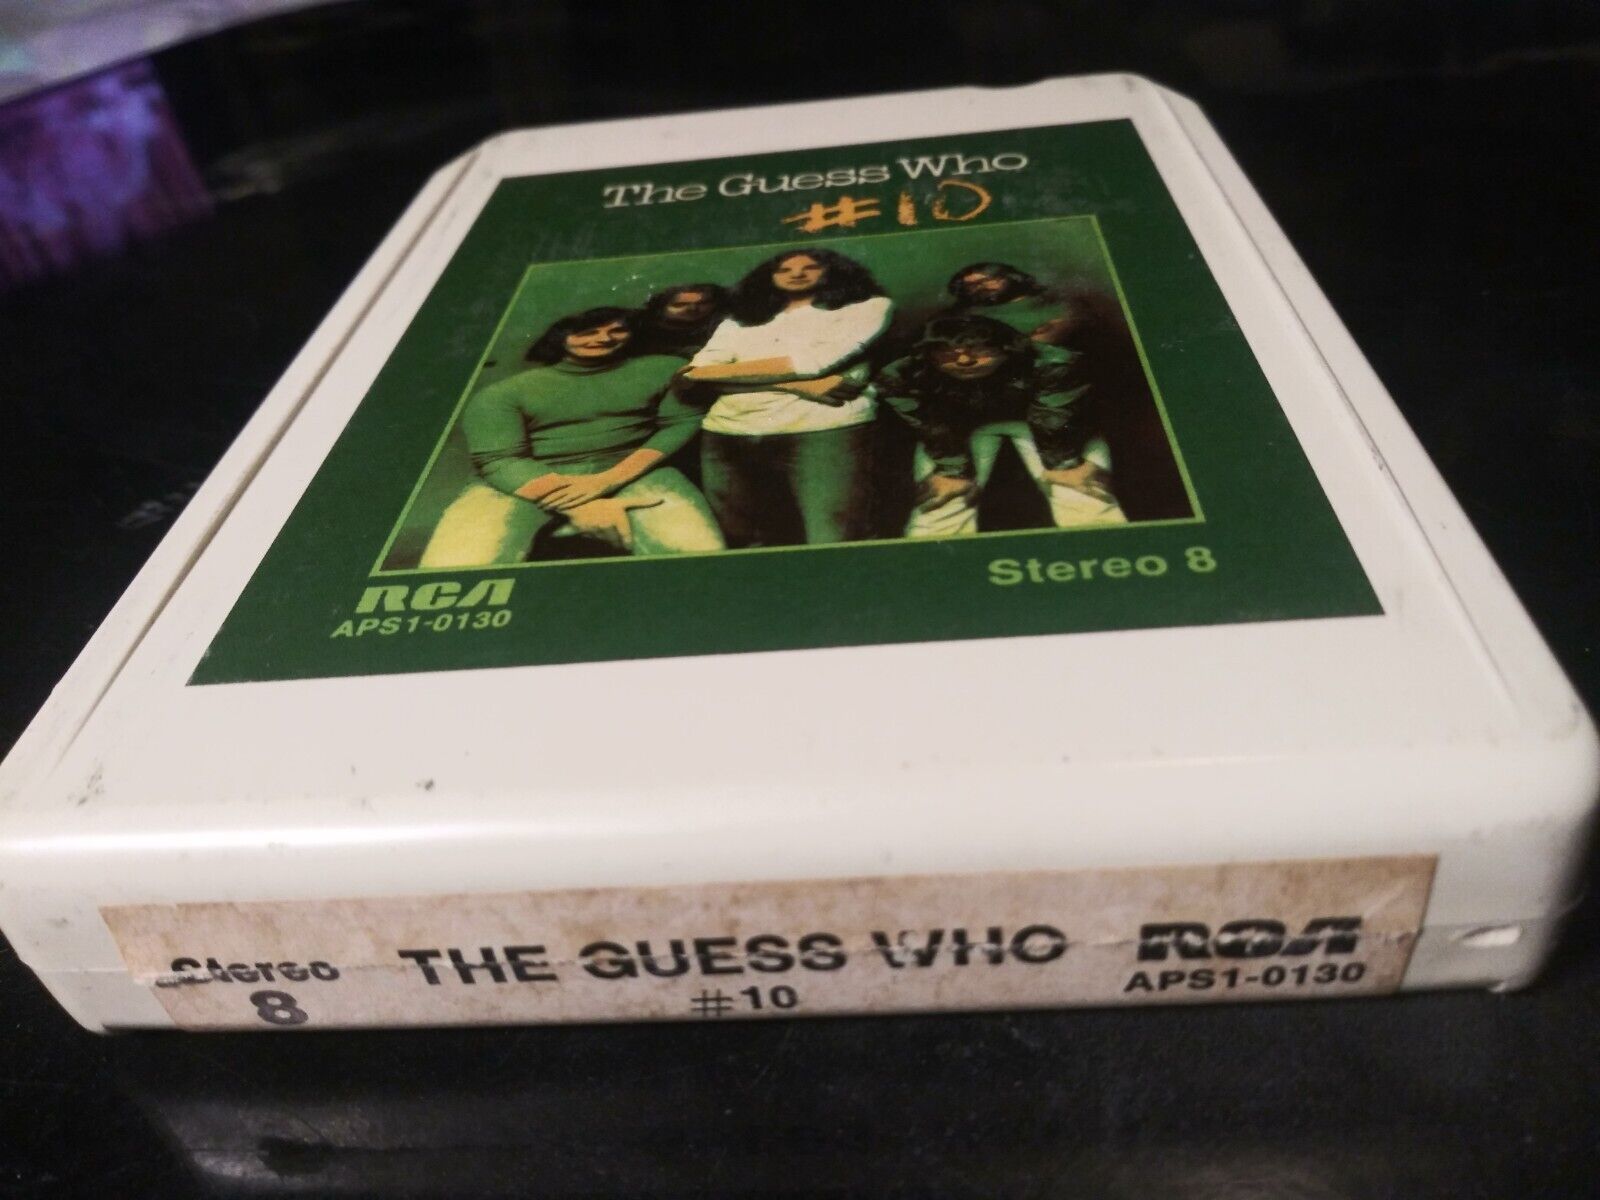 The Guess Who
#10
Stereo 8
RCA
APS1-0130
Stereo
8
THE GUESS WHO
#10
RCA
APS1-0130